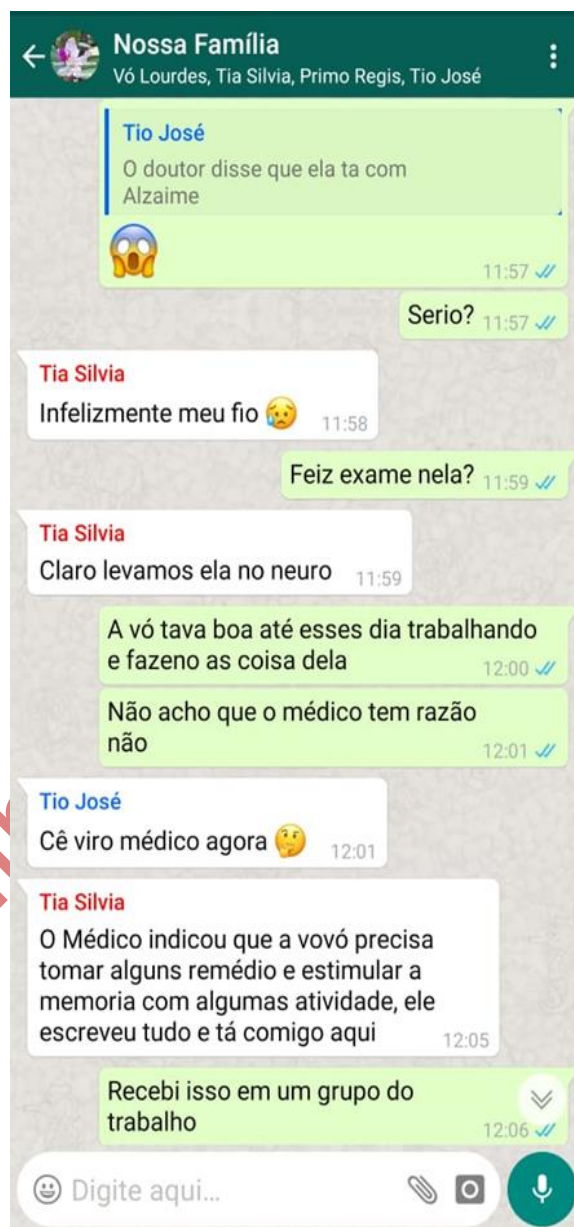 Nossa Família
Vó Lourdes, Tia Silvia, Primo Regis, Tio José
Tio José
O doutor disse que ela ta com
Alzaime
11:57
Serio? 11:57
Tia Silvia
Infelizmente meu fio 11:58
Feiz exame nela? 11:59
Tia Silvia
Claro levamos ela no neuro 11:59
A vó tava boa até esses dia trabalhando
e fazeno as coisa dela 12:00
Não acho que o médico tem razão
não 12:01
Tio José
Cê viro médico agora 12:01
Tia Silvia
O Médico indicou que a vovó precisa
tomar alguns remédio e estimular a
memoria com algumas atividade, ele
escreveu tudo e tá comigo aqui 12:05
Recebi isso em um grupo do
trabalho 12:06
Digite aqui...